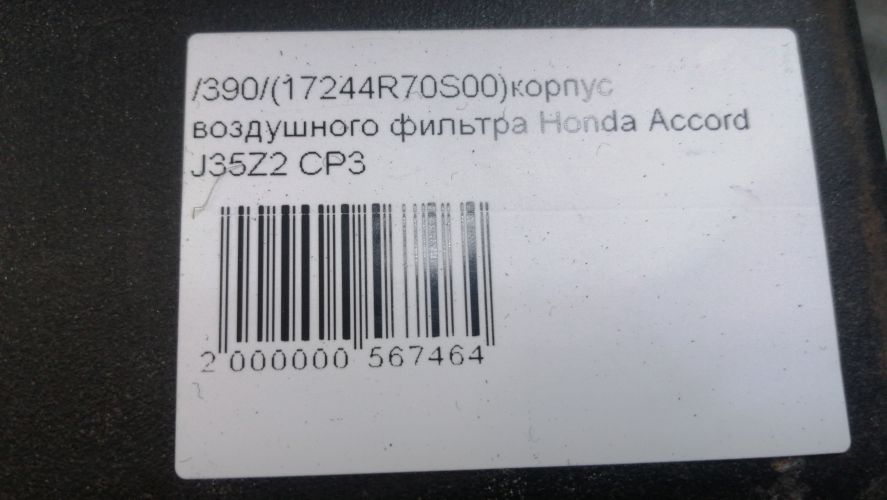 /390/(17244R70S00)корпус
воздушного фильтра Honda Accord
J35Z2 CP3
2 000000 567464